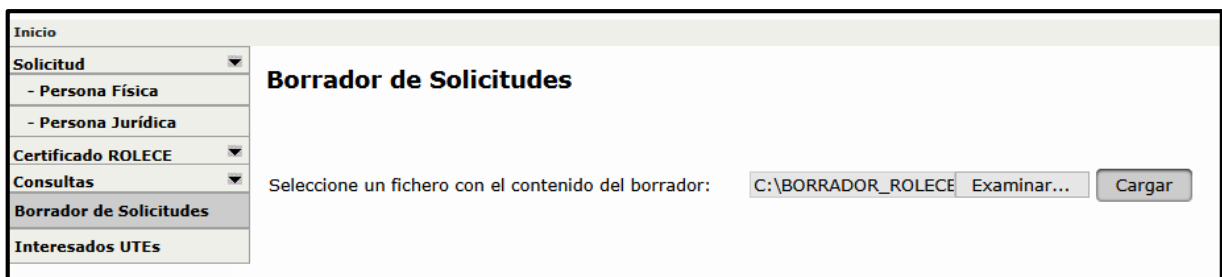 Inicio
Solicitud
- Persona Física
- Persona Jurídica
Certificado ROLECE
Consultas
Borrador de Solicitudes
Interesados UTEs
Borrador de Solicitudes
Seleccione un fichero con el contenido del borrador: C:\BORRADOR_ROLECE Examinar... Cargar